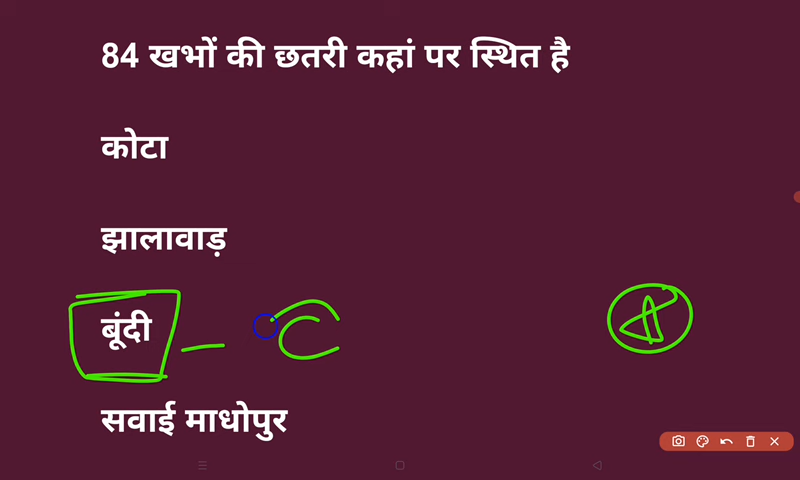 84 खभों की छतरी कहां पर स्थित है
कोटा
झालावाड़
बूंदी
सवाई माधोपुर